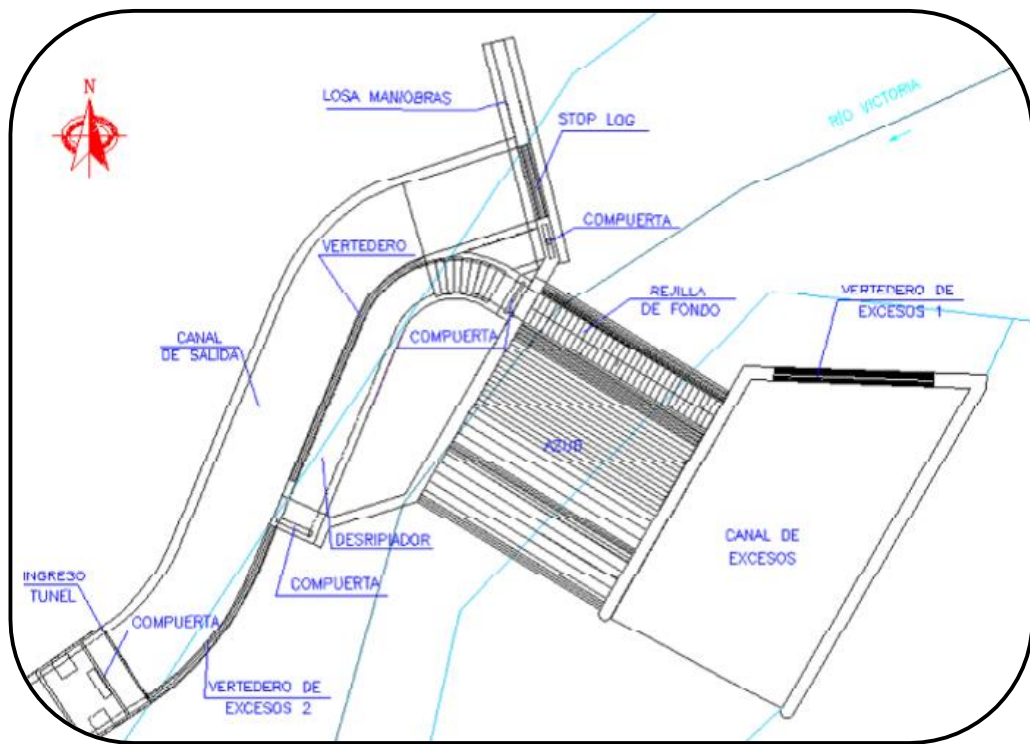 N
LOSA MANIOBRAS
STOP LOG
RÍO VICTORIA
COMPUERTA
VERTEDERO
REJILLA
DE FONDO
VERTEDERO DE
EXCESOS 1
COMPUERTA
CANAL
DE SALIDA
AZUD
CANAL DE
EXCESOS
DESRIPIADOR
COMPUERTA
INGRESO
TUNEL
COMPUERTA
VERTEDERO DE
EXCESOS 2